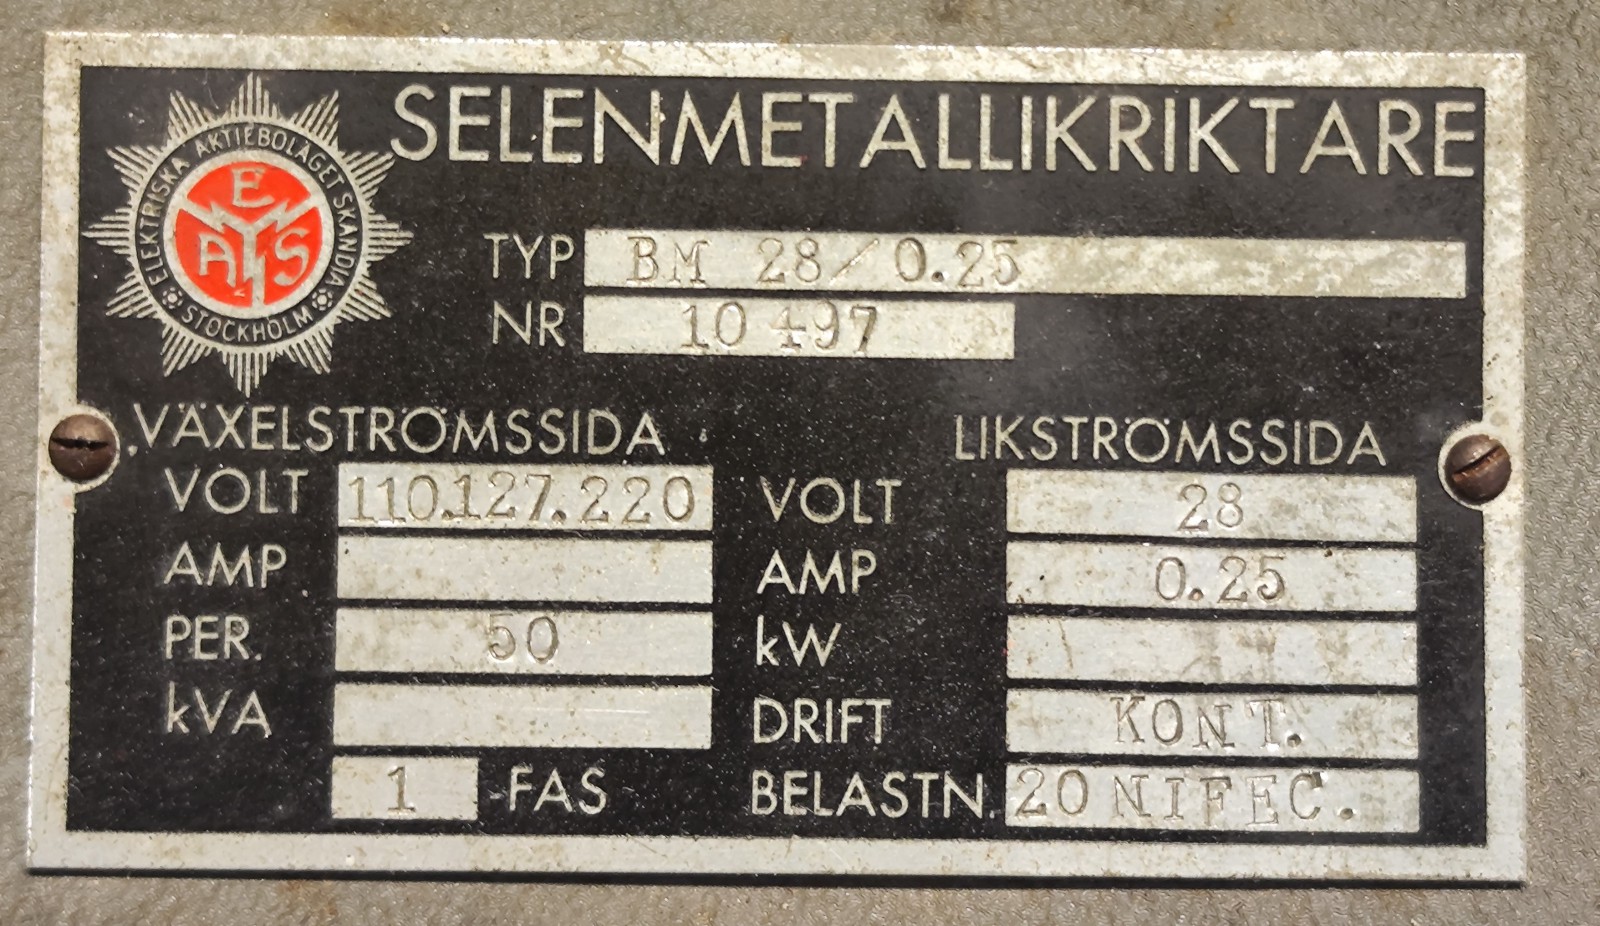 SELENMETALLIKRIKTARE
ELEKTRISKA AKTIEBOLAGET SKANDIA
STOCKHOLM
E
A S
TYP BM 28/0.25
NR 10 497
VÄXELSTRÖMSSIDA LIKSTRÖMSSIDA
VOLT 110.127.220 VOLT 28
AMP AMP 0.25
PER. 50 kW
kVA DRIFT KONT.
1 -FAS BELASTN. 20 NIFEC.